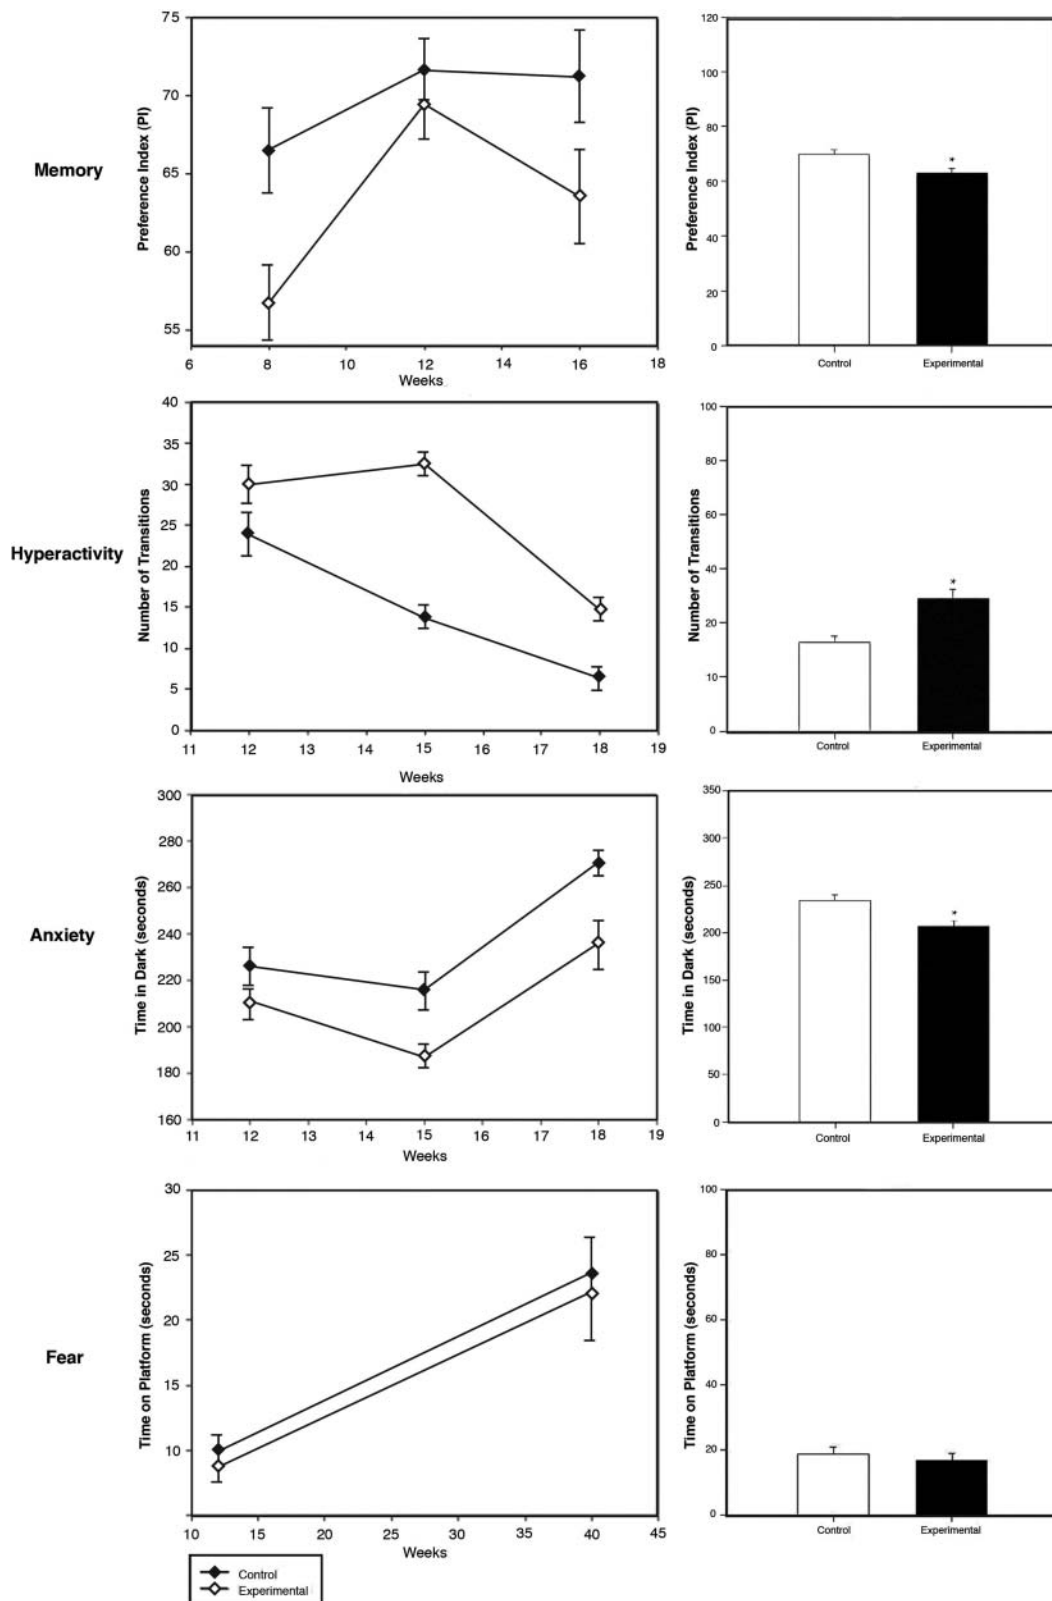 Memory
Preference Index (PI)
75
70
65
60
55
6 8 10 12 14 16 18
Weeks
Preference Index (PI)
120
100
80
60
40
20
0
*
Control Experimental
Hyperactivity
Number of Transitions
40
35
30
25
20
15
10
5
0
11 12 13 14 15 16 17 18 19
Weeks
Number of Transitions
100
80
60
40
20
10
0
*
Control Experimental
Anxiety
Time in Dark (seconds)
300
280
260
240
220
200
180
160
11 12 13 14 15 16 17 18 19
Weeks
Time in Dark (seconds)
350
300
250
200
150
100
50
0
*
Control Experimental
Fear
Time on Platform (seconds)
30
25
20
15
10
10 15 20 25 30 35 40 45
Weeks
Time on Platform (seconds)
100
80
60
40
20
0
Control Experimental
Control
Experimental